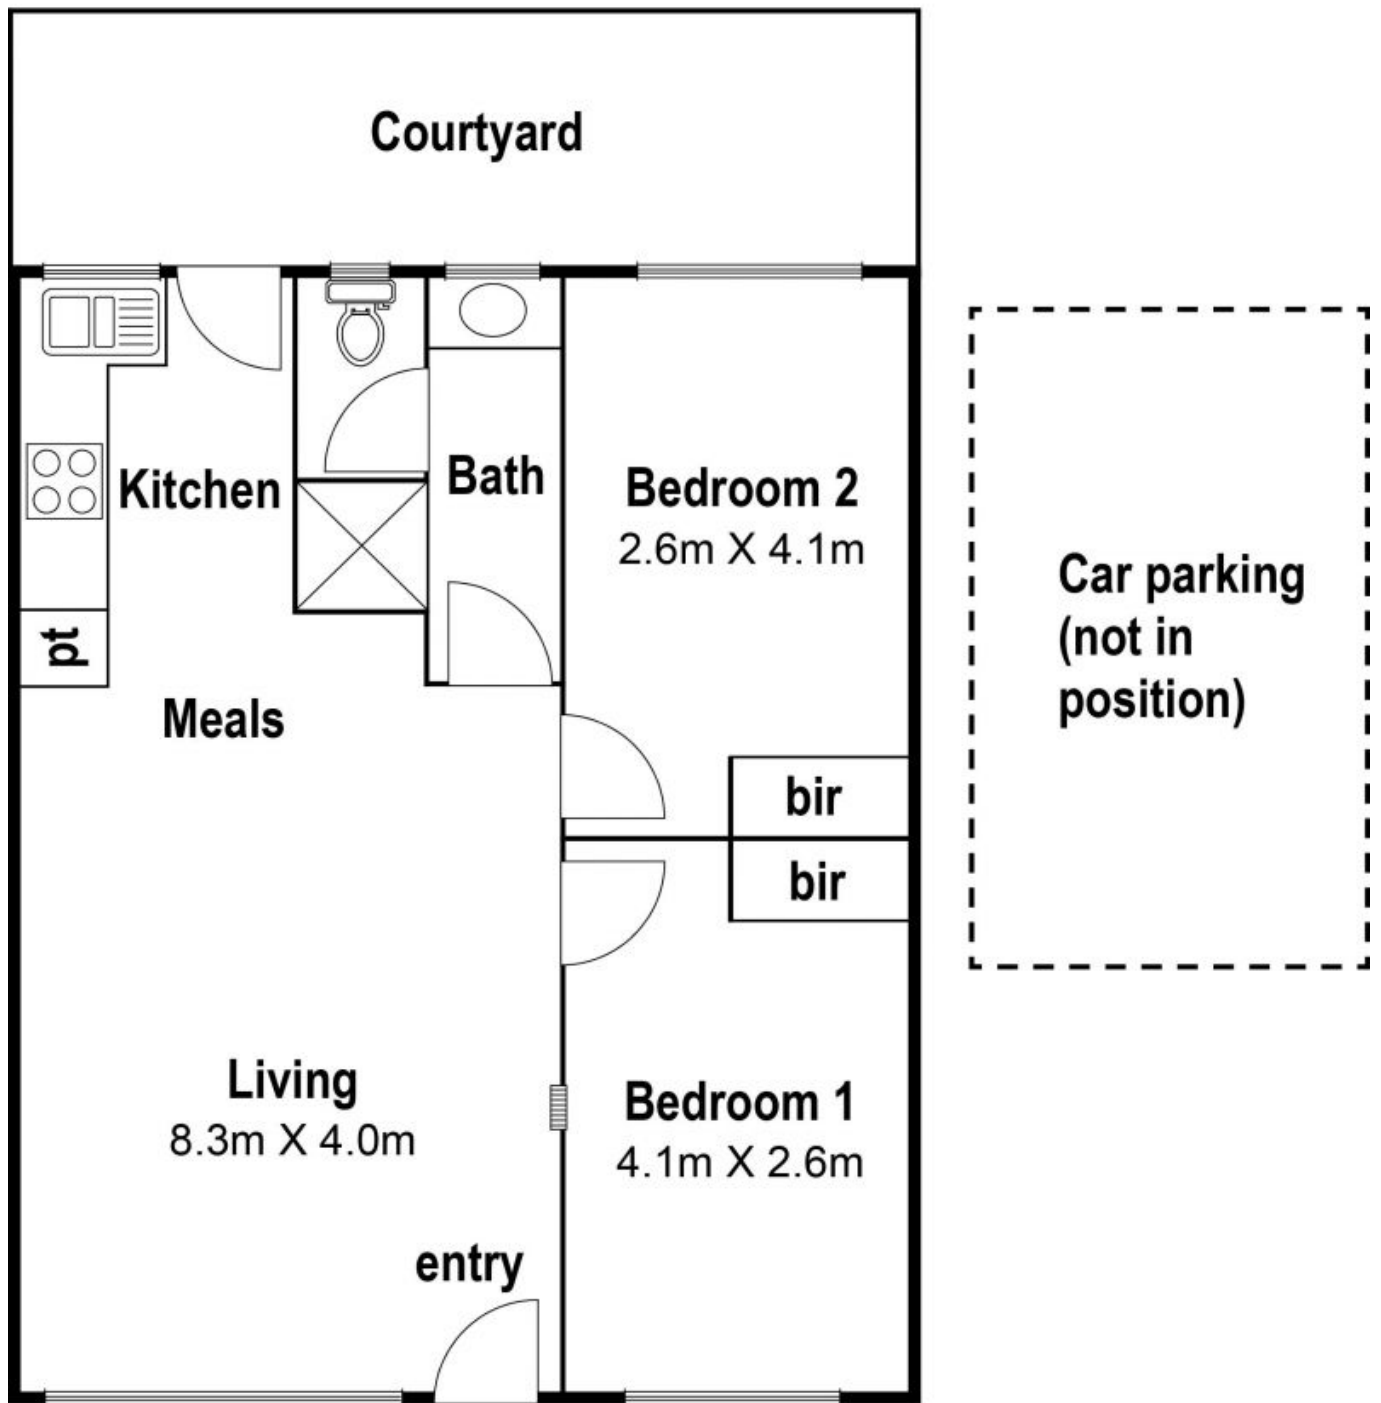 Courtyard
Kitchen
Bath
Bedroom 2
2.6m X 4.1m
Car parking
(not in
position)
pt
Meals
bir
bir
Living
8.3m X 4.0m
Bedroom 1
4.1m X 2.6m
entry